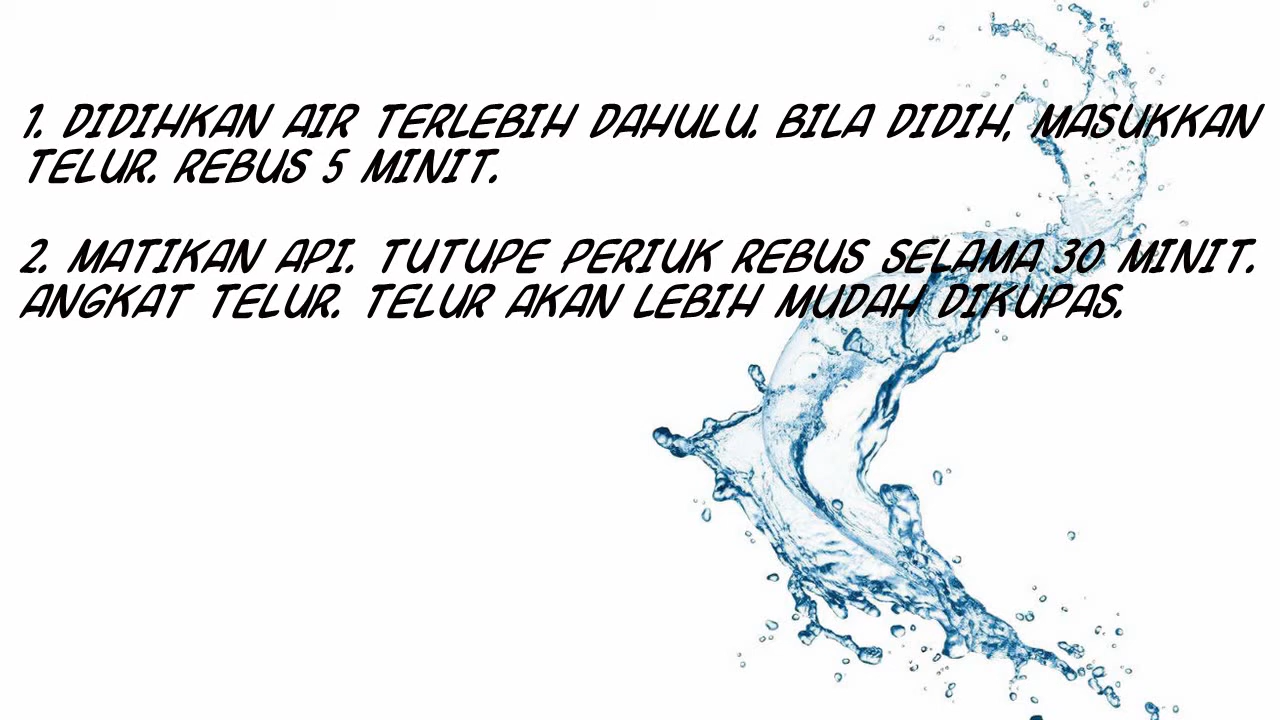 1. DIDIHKAN AIR TERLEBIH DAHULU. BILA DIDIH, MASUKKAN
TELUR. REBUS 5 MINIT.
2. MATIKAN API. TUTUPE PERIUK REBUS SELAMA 30 MINIT.
ANGKAT TELUR. TELUR AKAN LEBIH MUDAH DIKUPAS.